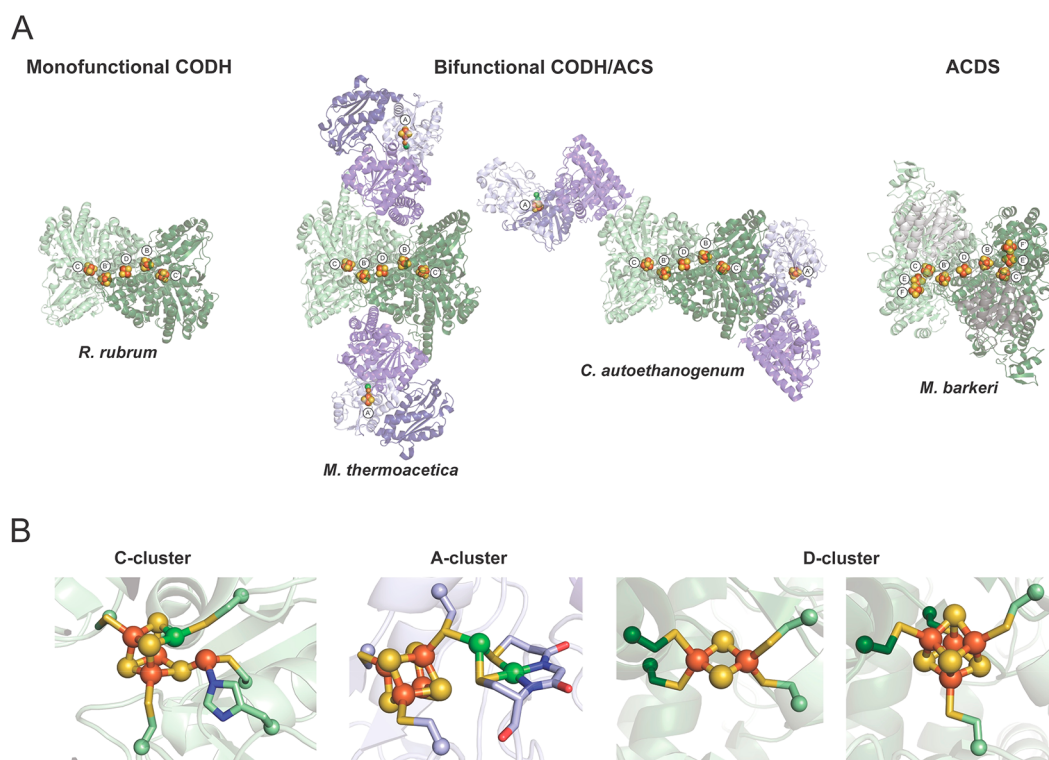 A
Monofunctional CODH
Bifunctional CODH/ACS
ACDS
A
A
C
B'
D
B
C'
C
B'
D
B
C'
C
B'
D
B
C'
A'
C
B'
D
B
F'
E'
C'
E
F
A'
R. rubrum
M. thermoacetica
C. autoethanogenum
M. barkeri
B
C-cluster
A-cluster
D-cluster